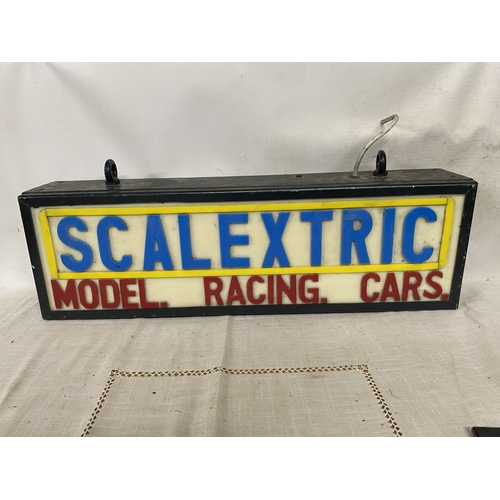 SCALEXTRIC
MODEL. RACING. CARS.